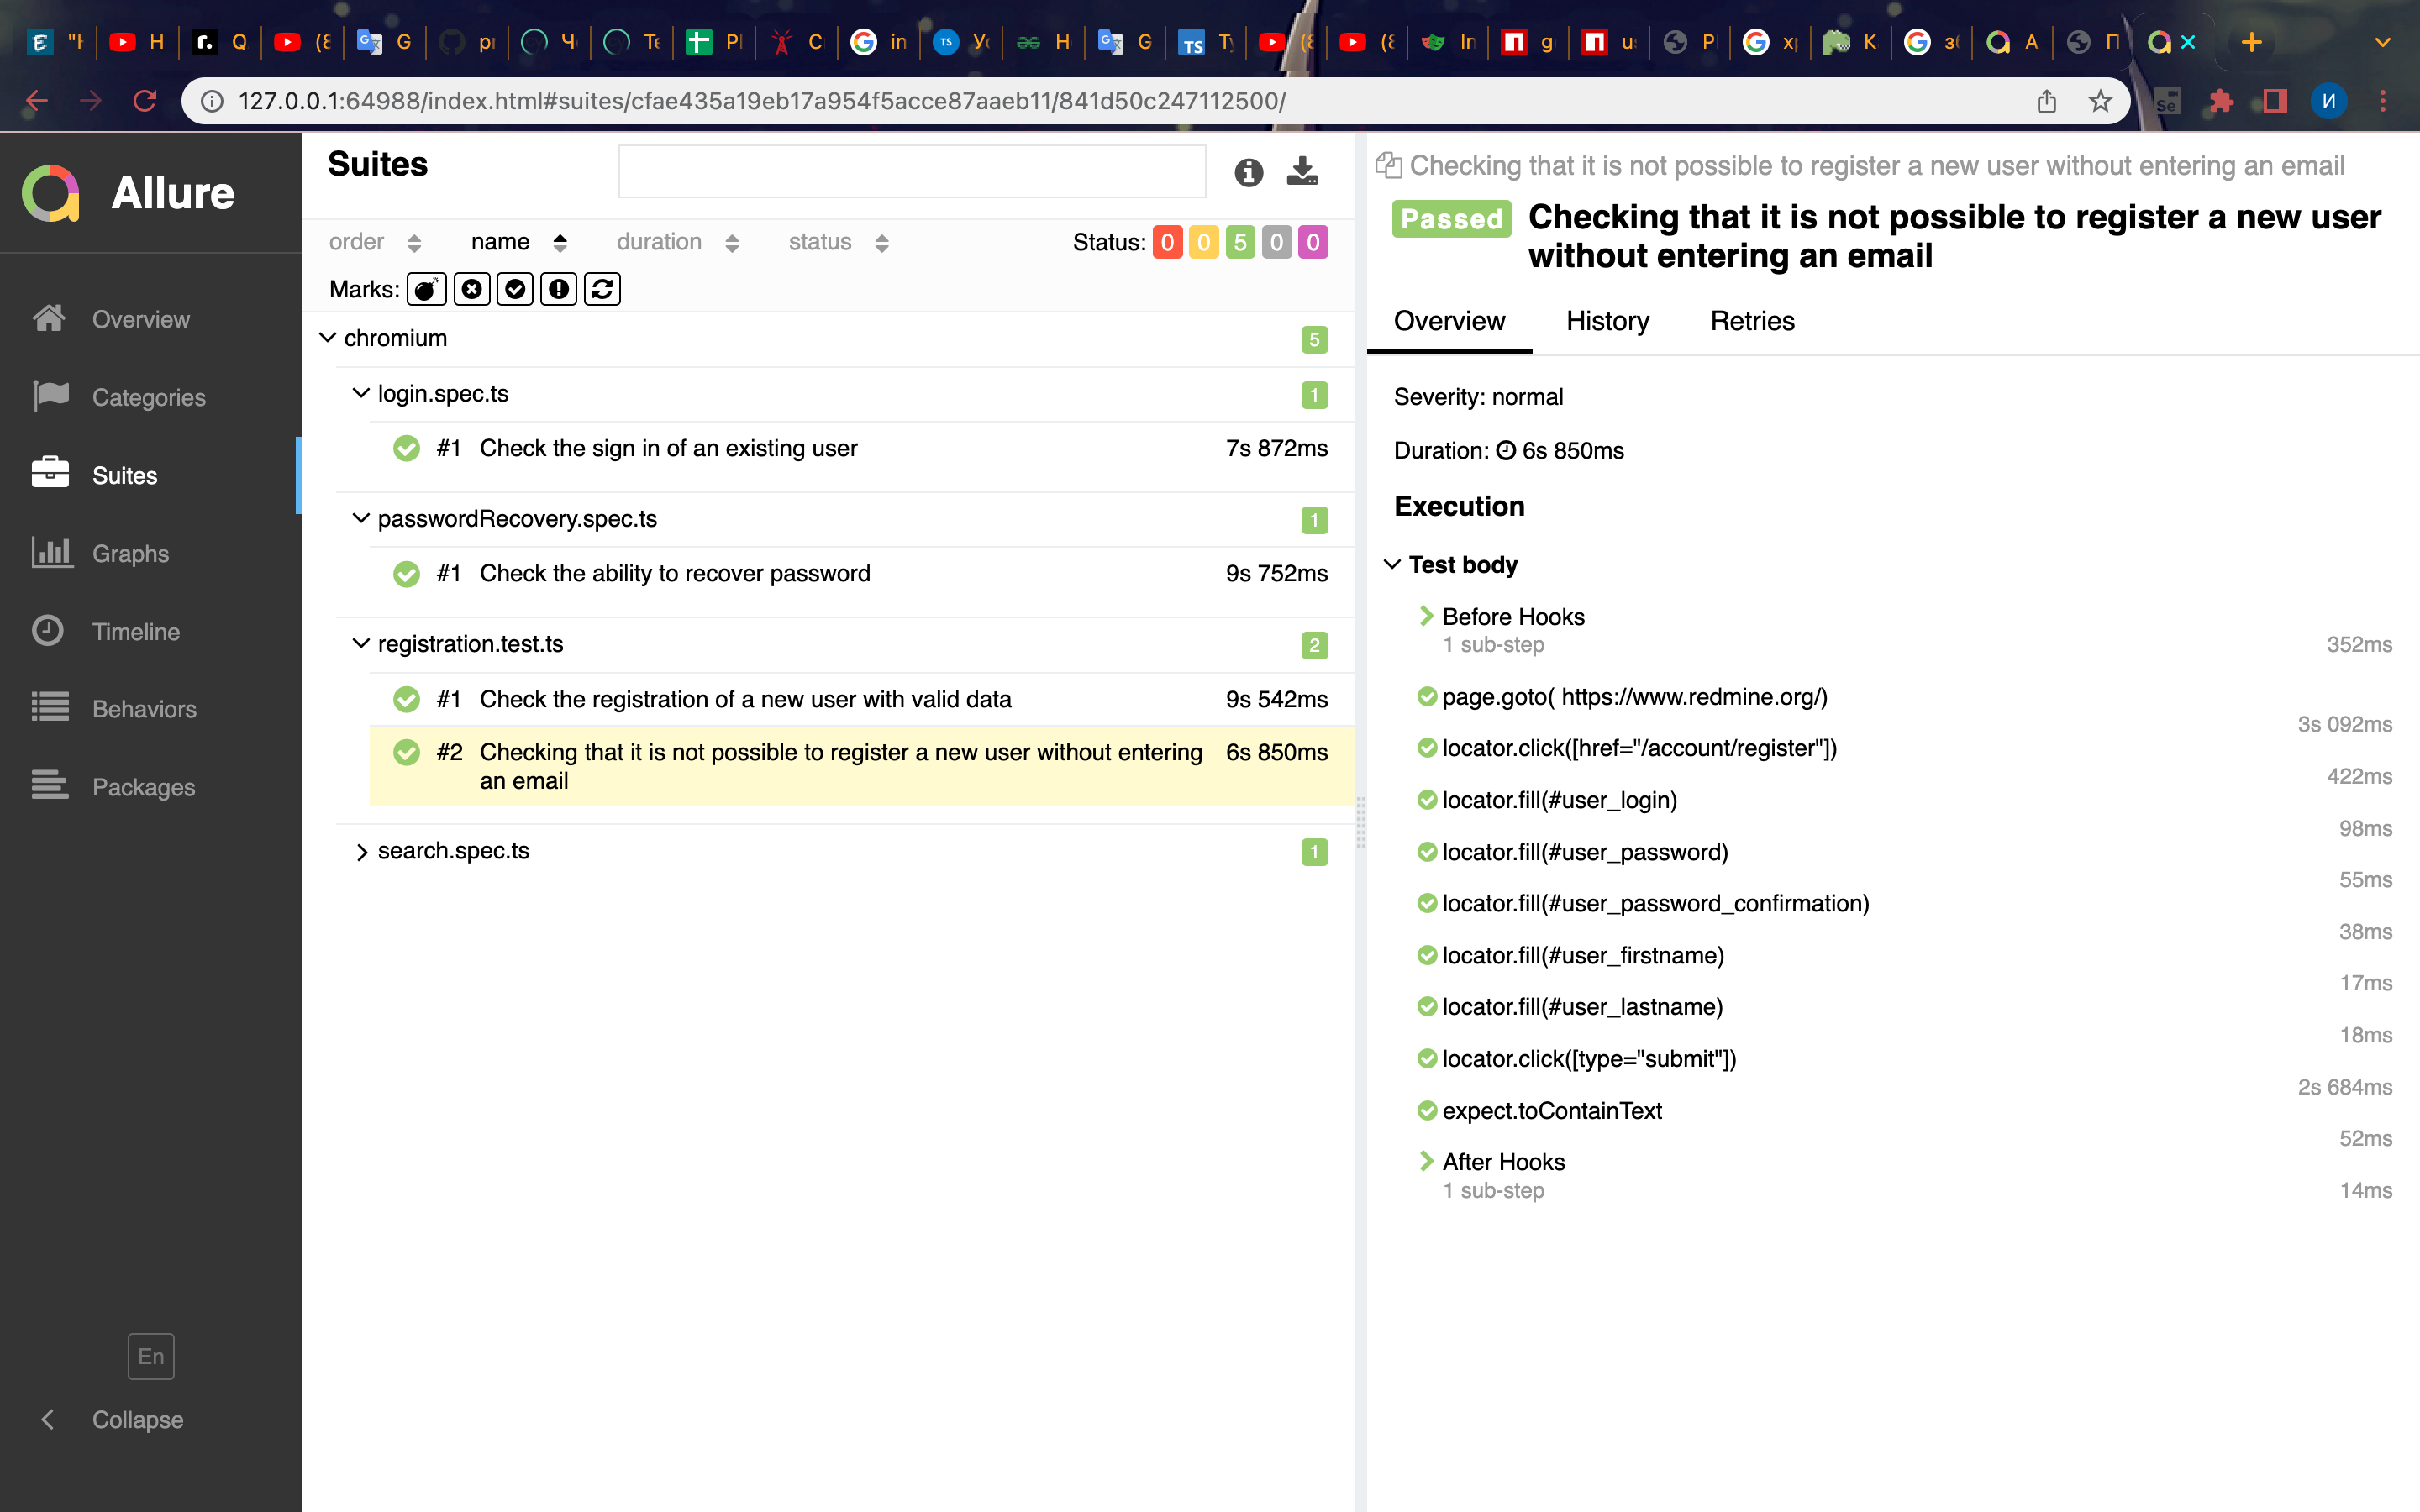 "H
H
Q
(8
G
pr
Ч
Te
Pl
C
in
Ус
H
G
Ty
(8
(8
In
g
u
P
xp
K
зб
A
П
127.0.0.1:64988/index.html#suites/cfae435a19eb17a954f5acce87aaeb11/841d50c247112500/
Se
И
Allure
Overview
Categories
Suites
Graphs
Timeline
Behaviors
Packages
En
Collapse
Suites
order name duration status Status: 0 0 5 0 0
Marks:
chromium 5
login.spec.ts 1
#1 Check the sign in of an existing user 7s 872ms
passwordRecovery.spec.ts 1
#1 Check the ability to recover password 9s 752ms
registration.test.ts 2
#1 Check the registration of a new user with valid data 9s 542ms
#2 Checking that it is not possible to register a new user without entering 6s 850ms
an email
search.spec.ts 1
Checking that it is not possible to register a new user without entering an email
Passed Checking that it is not possible to register a new user
without entering an email
Overview History Retries
Severity: normal
Duration: 6s 850ms
Execution
Test body
Before Hooks
1 sub-step 352ms
page.goto( https://www.redmine.org/)
3s 092ms
locator.click([href="/account/register"])
422ms
locator.fill(#user_login)
98ms
locator.fill(#user_password)
55ms
locator.fill(#user_password_confirmation)
38ms
locator.fill(#user_firstname)
17ms
locator.fill(#user_lastname)
18ms
locator.click([type="submit"])
2s 684ms
expect.toContainText
52ms
After Hooks
1 sub-step 14ms